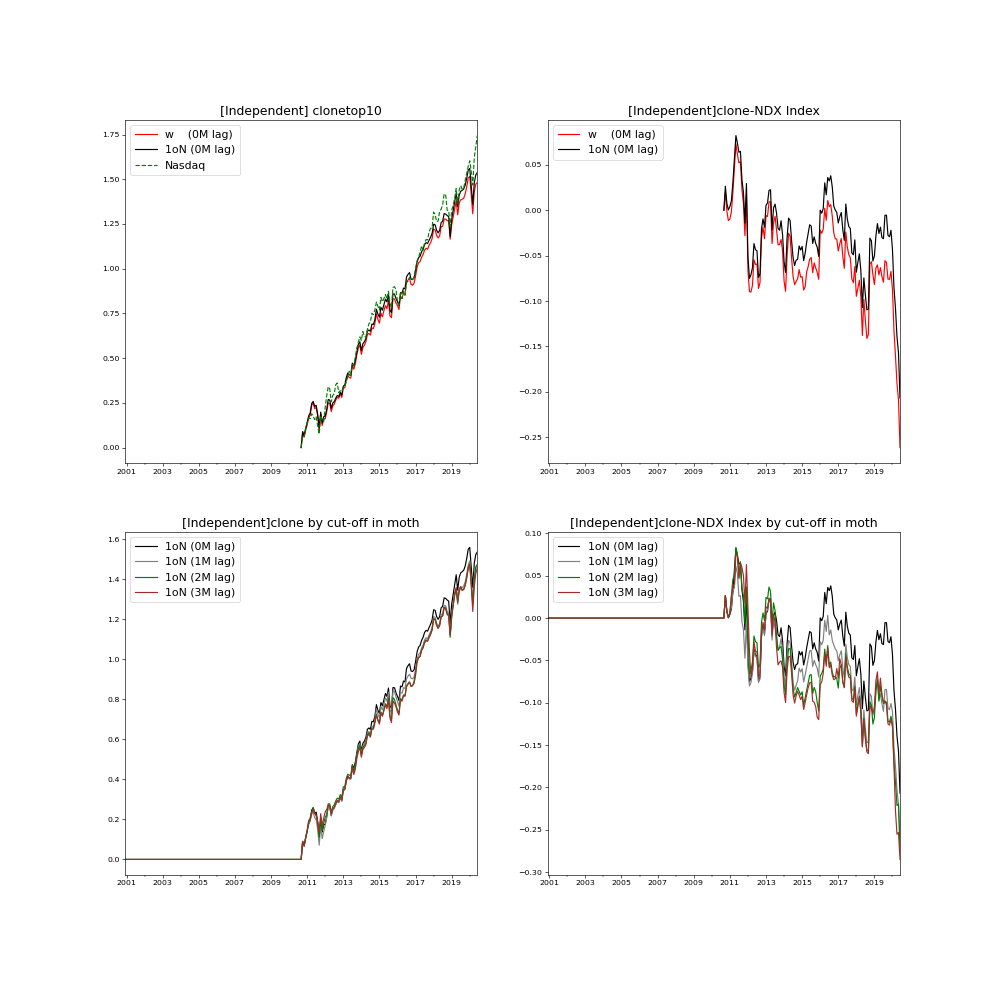 [Independent] clonetop10
w    (0M lag)
1oN (0M lag)
Nasdaq
1.75
1.50
1.25
1.00
0.75
0.50
0.25
0.00
2001 2003 2005 2007 2009 2011 2013 2015 2017 2019
[Independent]clone-NDX Index
w    (0M lag)
1oN (0M lag)
0.05
0.00
−0.05
−0.10
−0.15
−0.20
−0.25
2001 2003 2005 2007 2009 2011 2013 2015 2017 2019
[Independent]clone by cut-off in moth
1oN (0M lag)
1oN (1M lag)
1oN (2M lag)
1oN (3M lag)
1.6
1.4
1.2
1.0
0.8
0.6
0.4
0.2
0.0
2001 2003 2005 2007 2009 2011 2013 2015 2017 2019
[Independent]clone-NDX Index by cut-off in moth
1oN (0M lag)
1oN (1M lag)
1oN (2M lag)
1oN (3M lag)
0.10
0.05
0.00
−0.05
−0.10
−0.15
−0.20
−0.25
−0.30
2001 2003 2005 2007 2009 2011 2013 2015 2017 2019